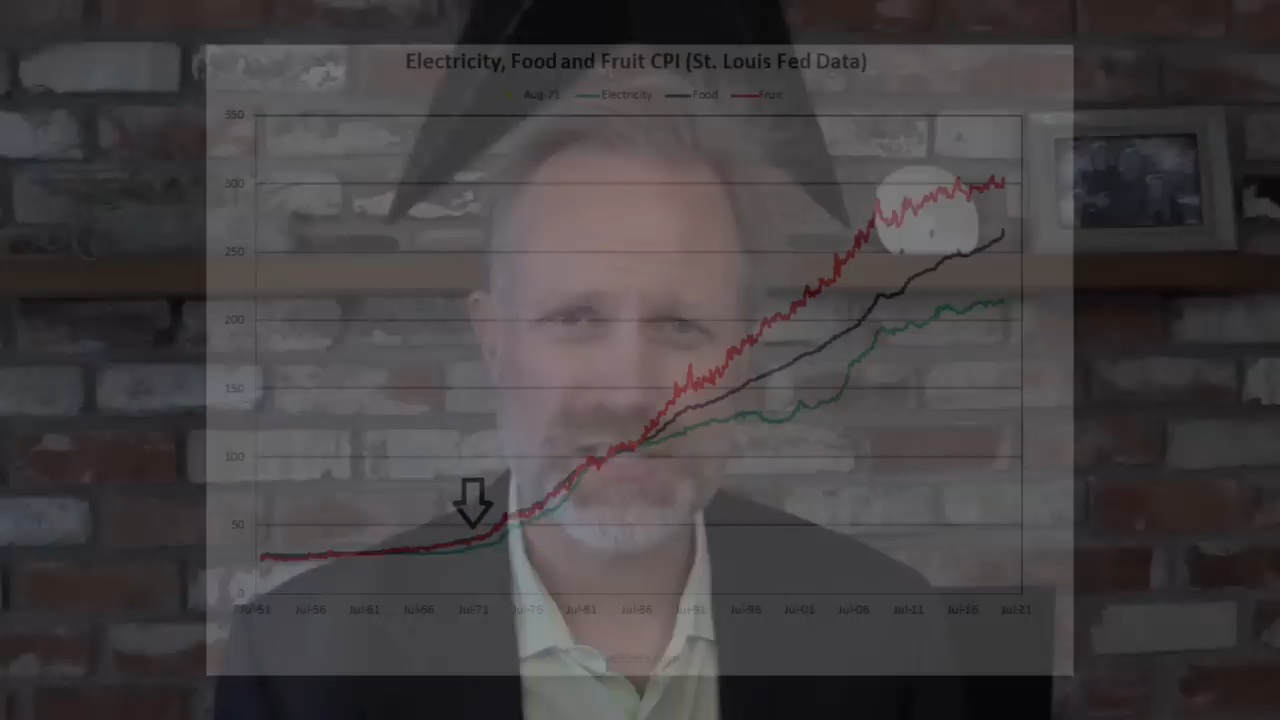 Electricity, Food and Fruit CPI (St. Louis Fed Data)
Aug-71 Electricity Food Fruit
350
300
250
200
150
100
50
0
Jul-51 Jul-56 Jul-61 Jul-66 Jul-71 Jul-76 Jul-81 Jul-86 Jul-91 Jul-96 Jul-01 Jul-06 Jul-11 Jul-16 Jul-21